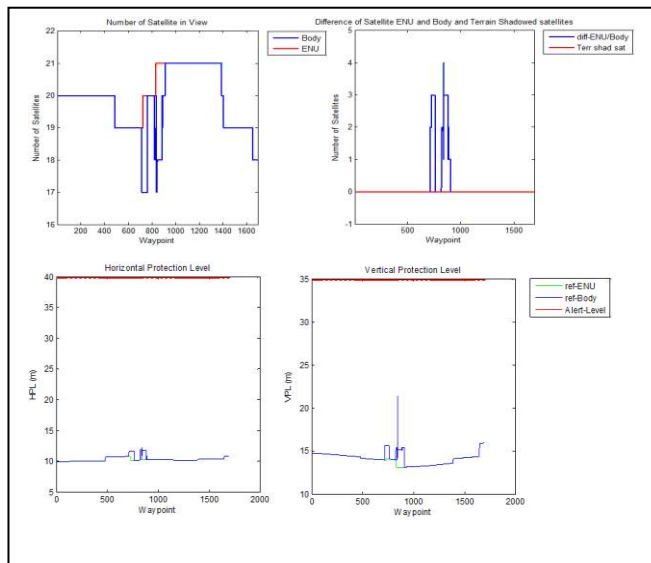 Number of Satellite in View
Body
ENU
Number of Satellites
22
21
20
19
18
17
16
200 400 600 800 1000 1200 1400 1600
Waypoint
Difference of Satellite ENU and Body and Terrain Shadowed satellites
diff-ENU/Body
Terr shad sat
Number of Satellites
5
4
3
2
1
0
-1
500 1000 1500
Waypoint
Horizontal Protection Level
HPL (m)
40
35
30
25
20
15
10
5
0 500 1000 1500 2000
Waypoint
Vertical Protection Level
ref-ENU
ref-Body
Alert-Level
VPL (m)
35
30
25
20
15
10
0 500 1000 1500 2000
Waypoint